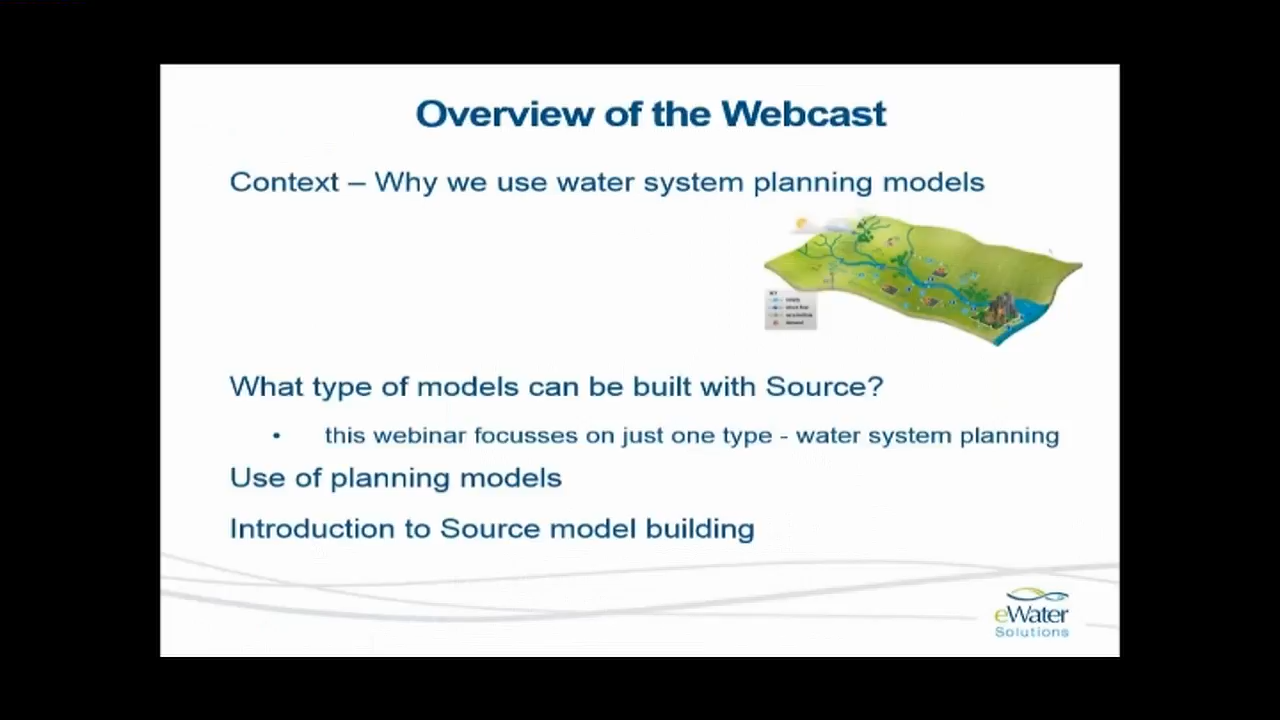 Overview of the Webcast
Context – Why we use water system planning models
What type of models can be built with Source?
• this webinar focusses on just one type - water system planning
Use of planning models
Introduction to Source model building
eWater
Solutions